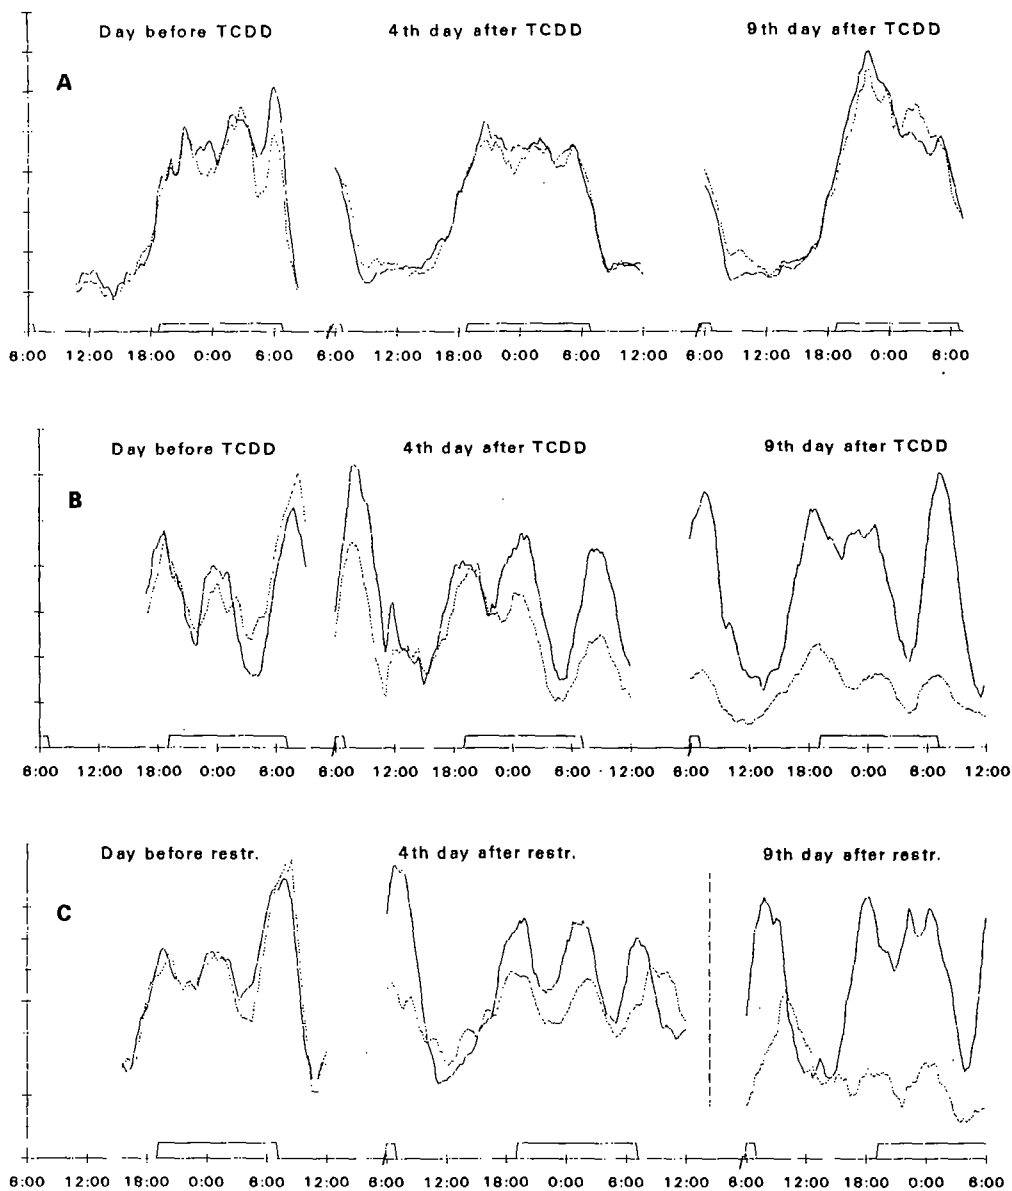 Day before TCDD 4th day after TCDD 9th day after TCDD
A
6:00 12:00 18:00 0:00 6:00 6:00 12:00 18:00 0:00 6:00 12:00 6:00 12:00 18:00 0:00 6:00
Day before TCDD 4th day after TCDD 9th day after TCDD
B
6:00 12:00 18:00 0:00 6:00 6:00 12:00 18:00 0:00 6:00 12:00 6:00 12:00 18:00 0:00 6:00 12:00
Day before restr. 4th day after restr. 9th day after restr.
C
6:00 12:00 18:00 0:00 6:00 12:00 6:00 12:00 18:00 0:00 6:00 12:00 6:00 12:00 18:00 0:00 6:00